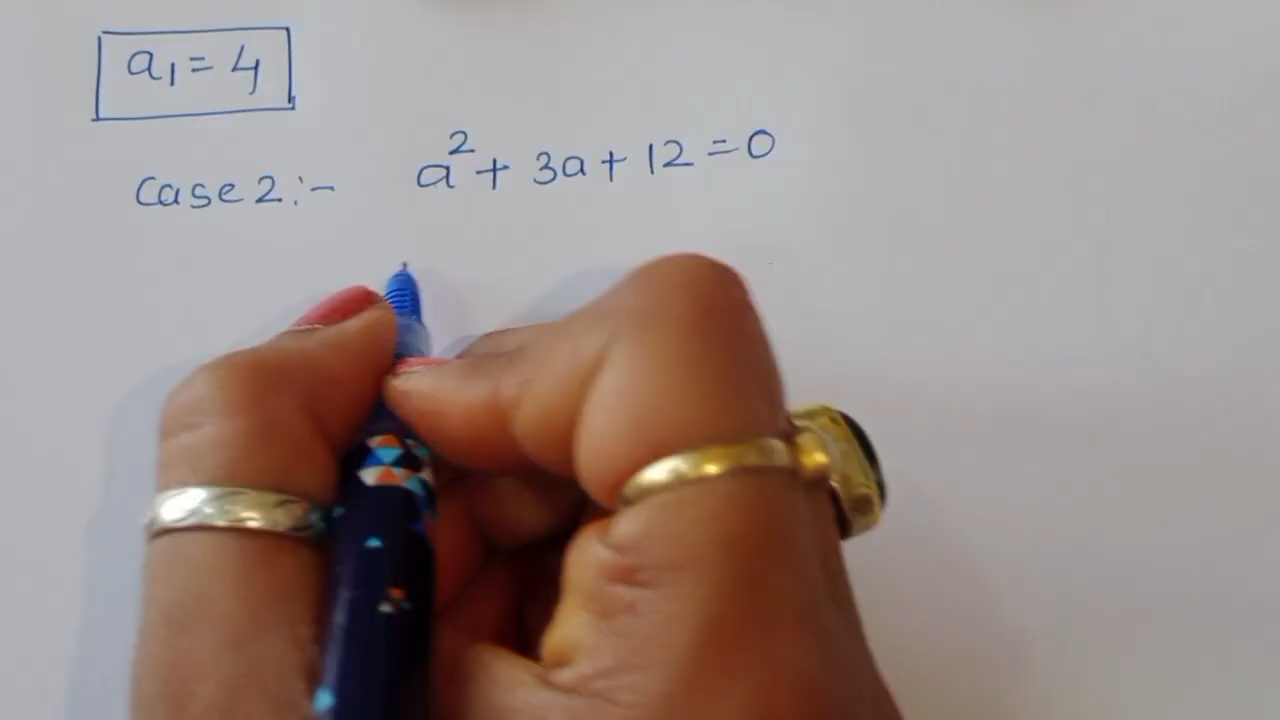 a₁ = 4
Case 2:- a² + 3a + 12 = 0